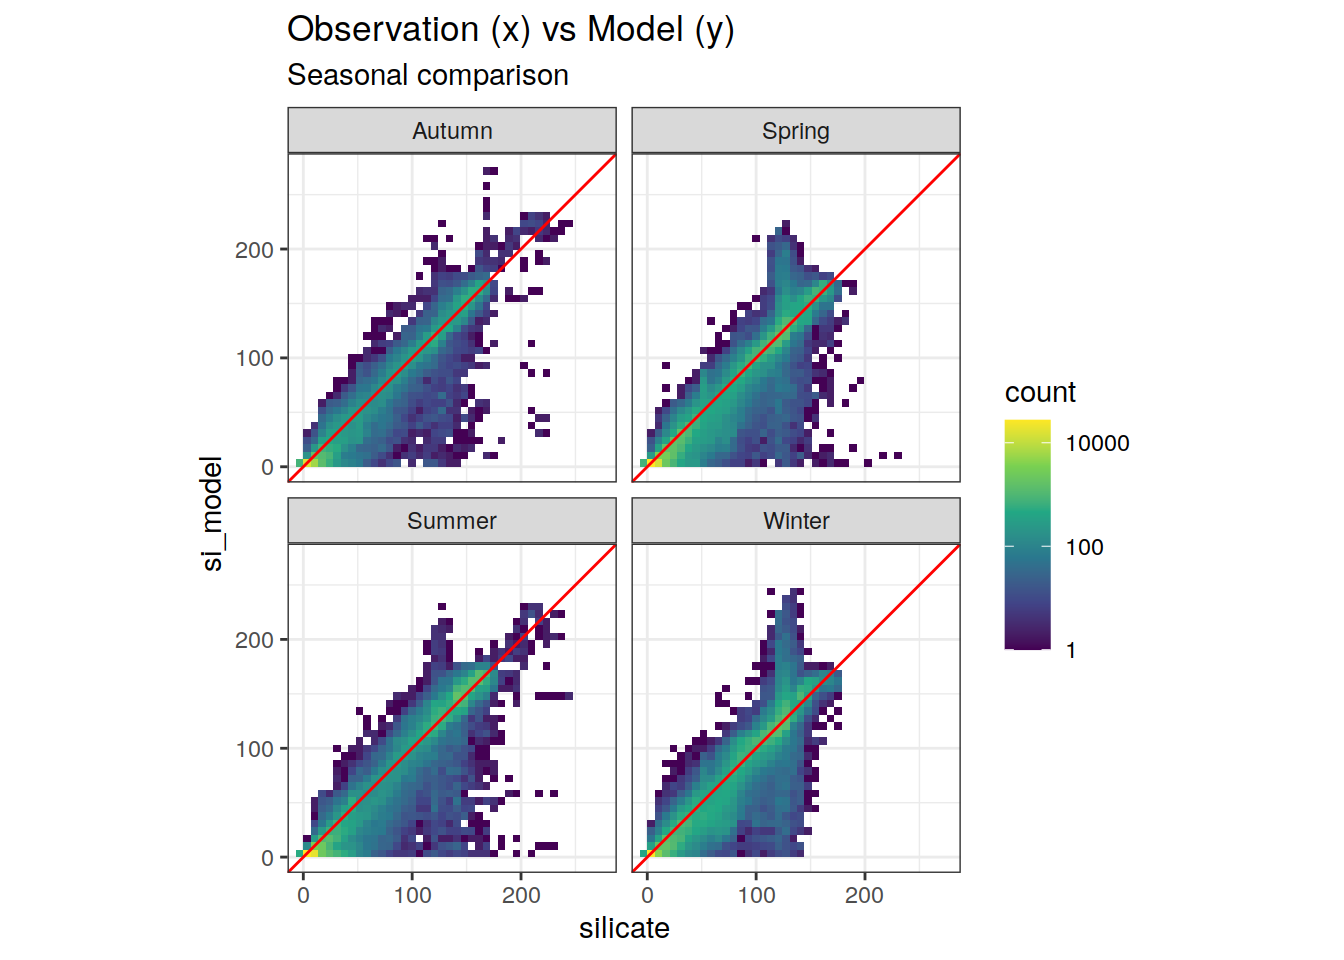 Observation (x) vs Model (y)
Seasonal comparison
Autumn
Spring
200
100
0
Summer
Winter
200
100
0
0 100 200
0 100 200
silicate
si_model
count
10000
100
1